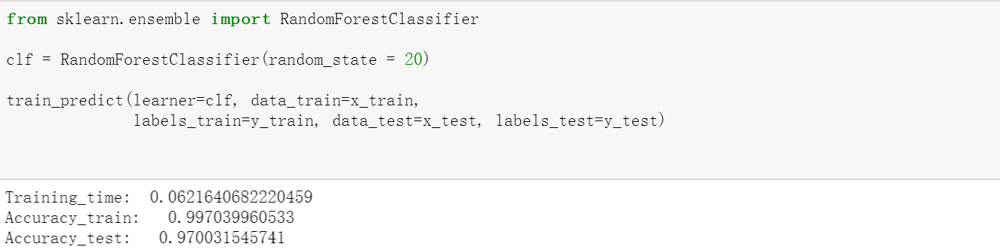 from sklearn.ensemble import RandomForestClassifier
clf = RandomForestClassifier(random_state = 20)
train_predict(learner=clf, data_train=x_train,
labels_train=y_train, data_test=x_test, labels_test=y_test)
Training_time:  0.0621640682220459
Accuracy_train:   0.997039960533
Accuracy_test:   0.970031545741